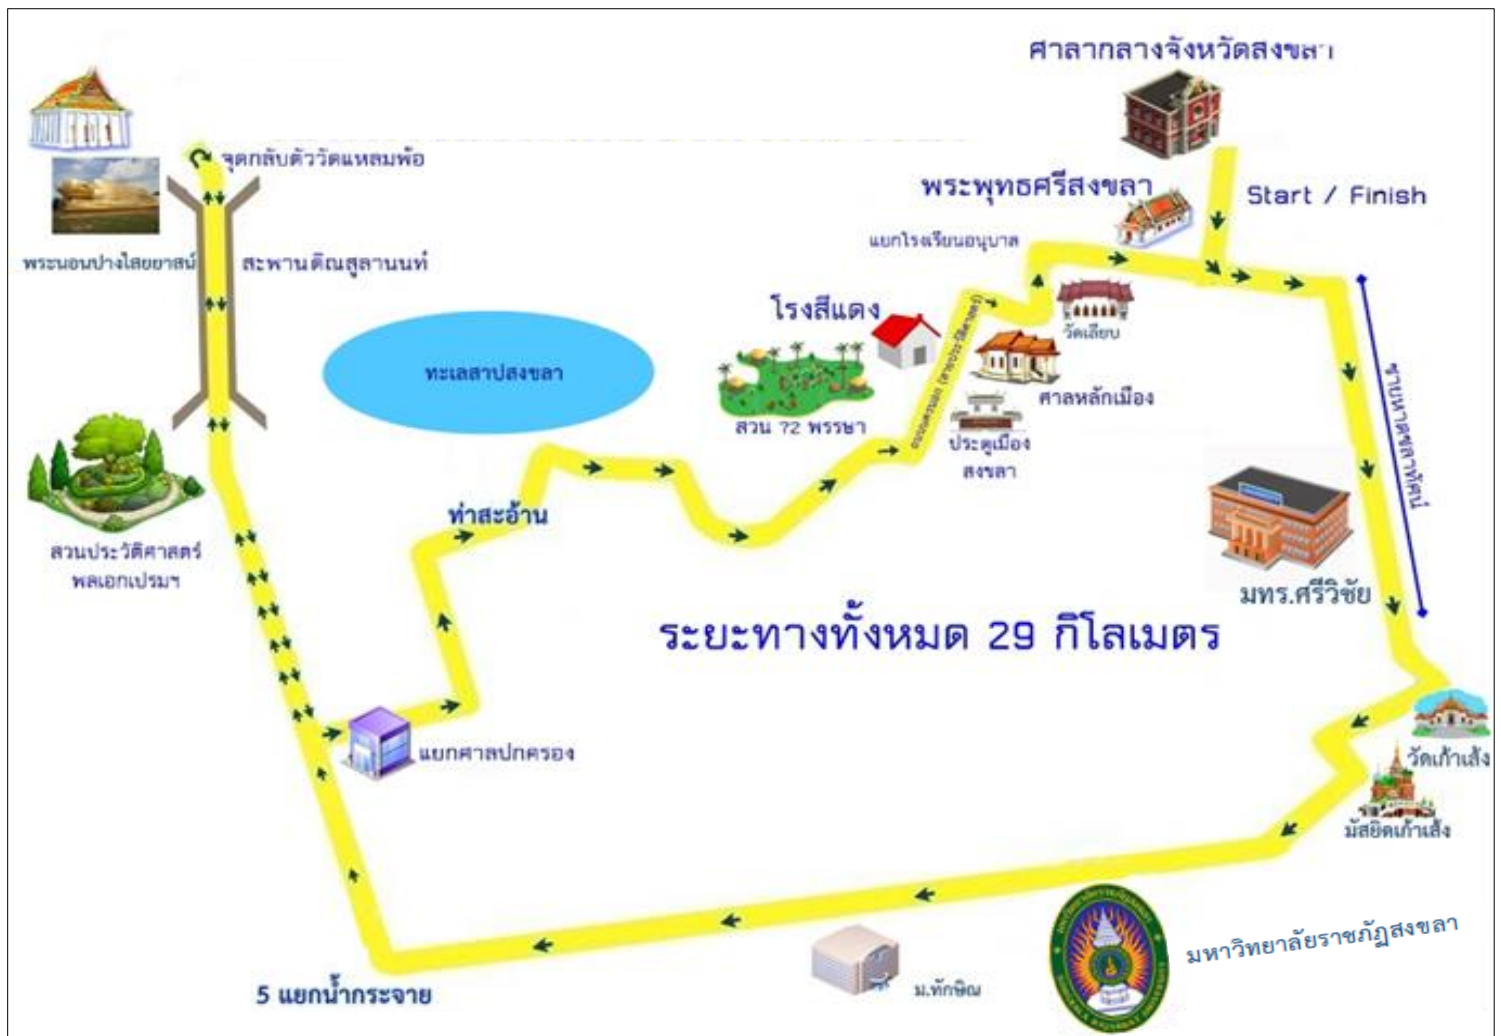 ศาลากลางจังหวัดสงขลา
จุดกลับตัววัดแหลมพ้อ
พระพุทธศรีสงขลา
Start / Finish
แยกโรงเรียนอนุบาล
พระนอนปางไสยยาสน์
สะพานติณสูลานนท์
โรงสีแดง
วัดเลียบ
ทะเลสาปสงขลา
ศาลหลักเมือง
ชายหาดชลาทัศน์
สวน 72 พรรษา
ประตูเมือง
สงขลา
ท่าสะอ้าน
สวนประวัติศาสตร์
พลเอกเปรมฯ
มทร.ศรีวิชัย
ระยะทางทั้งหมด 29 กิโลเมตร
แยกศาลปกครอง
วัดเก้าเส้ง
มัสยิดเก้าเส้ง
มหาวิทยาลัยราชภัฏสงขลา
5 แยกน้ำกระจาย
ม.ทักษิณ